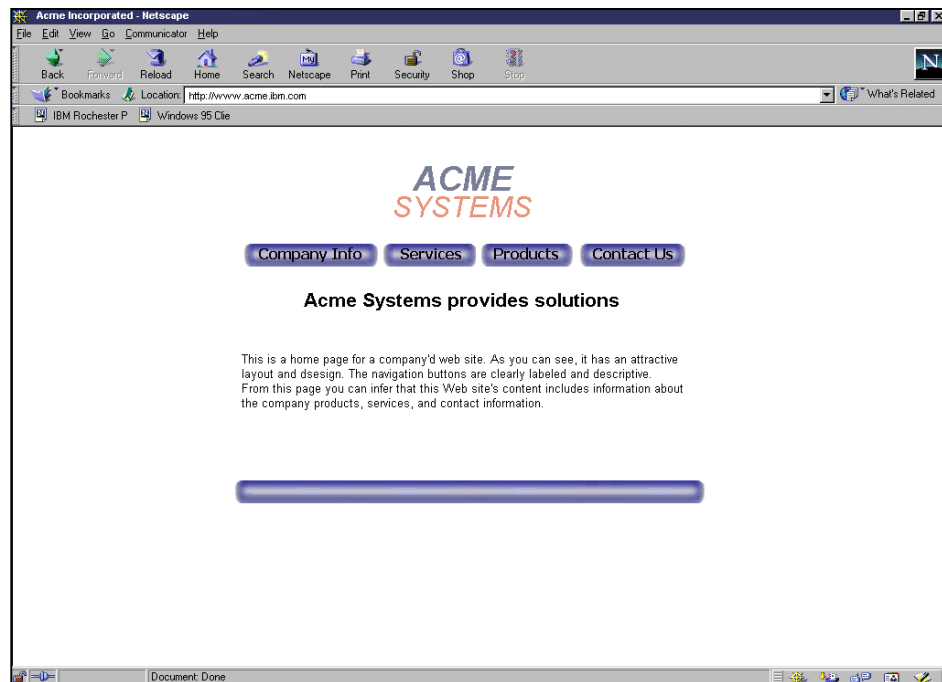 Acme Incorporated - Netscape
File Edit View Go Communicator Help
Back Forward Reload Home Search Netscape Print Security Shop Stop
Bookmarks Location: http://www.acme.ibm.com What's Related
IBM Rochester P Windows 95 Clie
ACME
SYSTEMS
Company Info Services Products Contact Us
Acme Systems provides solutions
This is a home page for a company'd web site. As you can see, it has an attractive
layout and dsesign. The navigation buttons are clearly labeled and descriptive.
From this page you can infer that this Web site's content includes information about
the company products, services, and contact information.
Document: Done